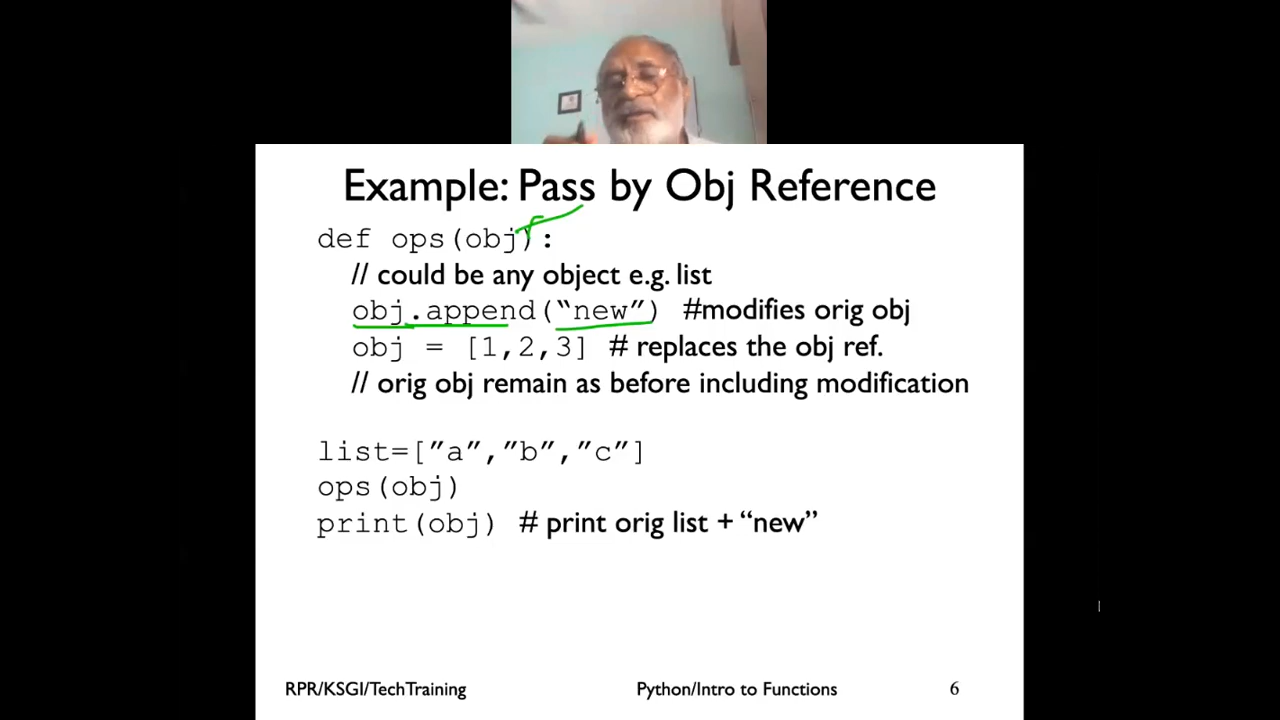 Example: Pass by Obj Reference
def ops(obj):
// could be any object e.g. list
obj.append(“new”) #modifies orig obj
obj = [1,2,3] # replaces the obj ref.
// orig obj remain as before including modification
list=[”a”,”b”,”c”]
ops(obj)
print(obj) # print orig list + “new”
RPR/KSGI/TechTraining Python/Intro to Functions 6